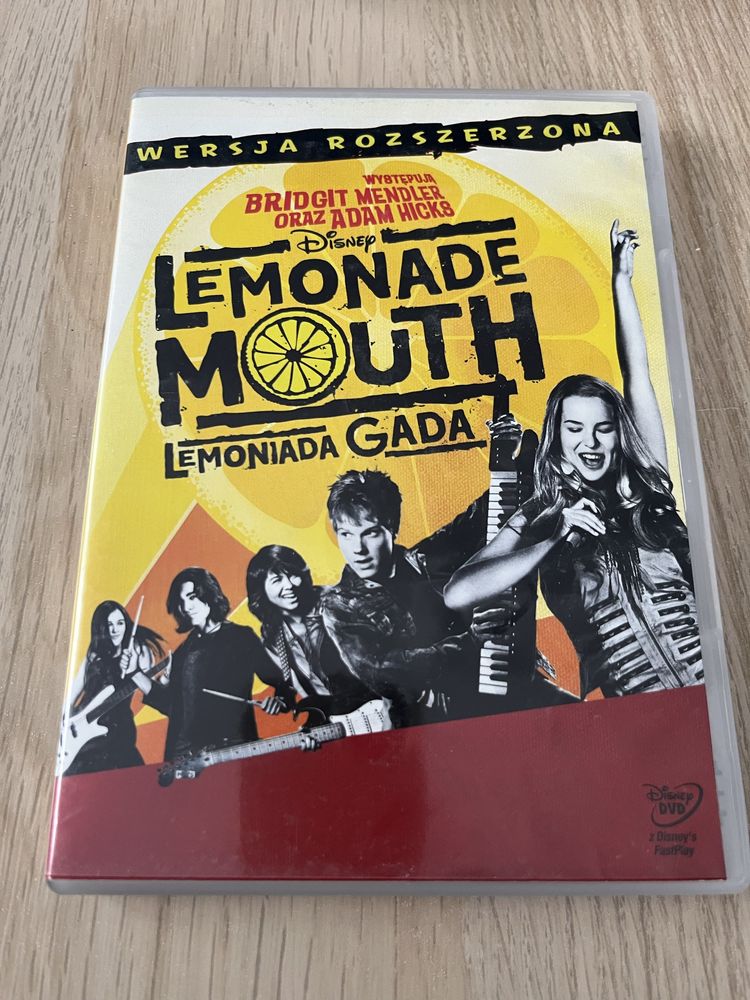 WERSJA ROZSZERZONA
WYSTĘPUJĄ
BRIDGIT MENDLER
ORAZ ADAM HICKS
Disney
LEMONADE
MOUTH
LEMONIADA GADA
Disney
DVD
z Disney's
FastPlay